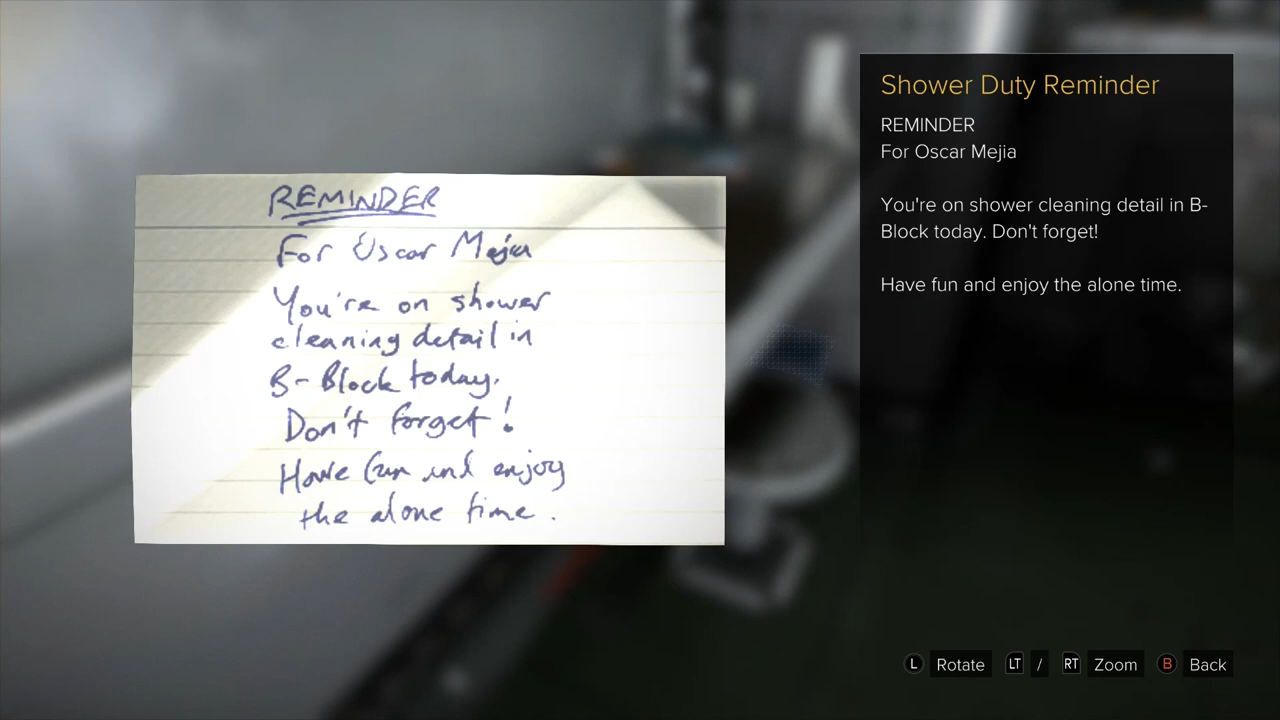 REMINDER
For Oscar Mejia
You're on shower
cleaning detail in
B-Block today.
Don't forget!
Have fun and enjoy
the alone time.
Shower Duty Reminder
REMINDER
For Oscar Mejia
You're on shower cleaning detail in B-
Block today. Don't forget!
Have fun and enjoy the alone time.
L Rotate LT / RT Zoom B Back